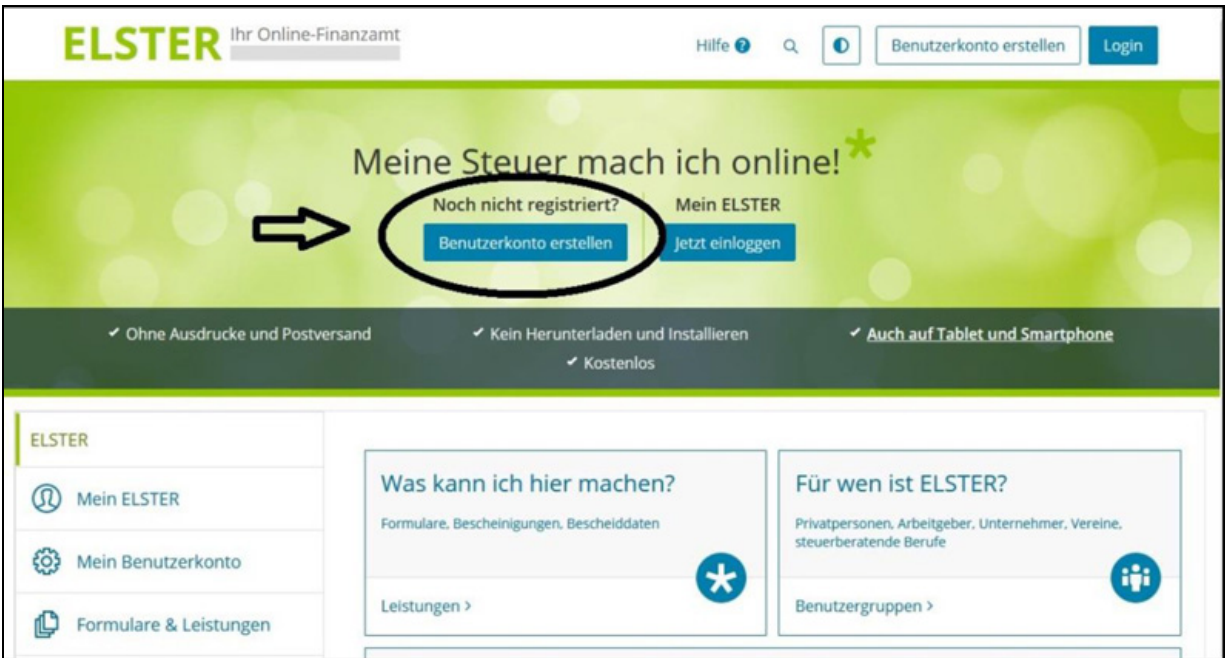 ELSTER Ihr Online-Finanzamt
Hilfe ? Benutzerkonto erstellen Login
Meine Steuer mach ich online!*
Noch nicht registriert? Mein ELSTER
Benutzerkonto erstellen Jetzt einloggen
✔ Ohne Ausdrucke und Postversand ✔ Kein Herunterladen und Installieren ✔ Auch auf Tablet und Smartphone
✔ Kostenlos
ELSTER
Mein ELSTER
Mein Benutzerkonto
Formulare & Leistungen
Was kann ich hier machen?
Formulare, Bescheinigungen, Bescheiddaten
Leistungen >
Für wen ist ELSTER?
Privatpersonen, Arbeitgeber, Unternehmer, Vereine,
steuerberatende Berufe
Benutzergruppen >